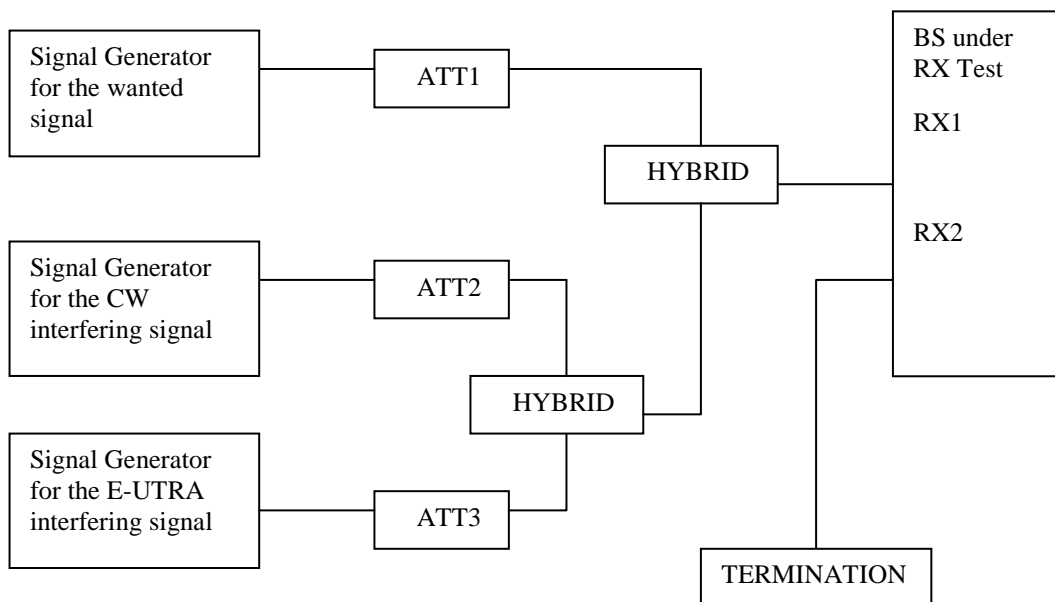 Signal Generator
for the wanted
signal
ATT1
HYBRID
BS under
RX Test
RX1
RX2
Signal Generator
for the CW
interfering signal
ATT2
HYBRID
Signal Generator
for the E-UTRA
interfering signal
ATT3
TERMINATION